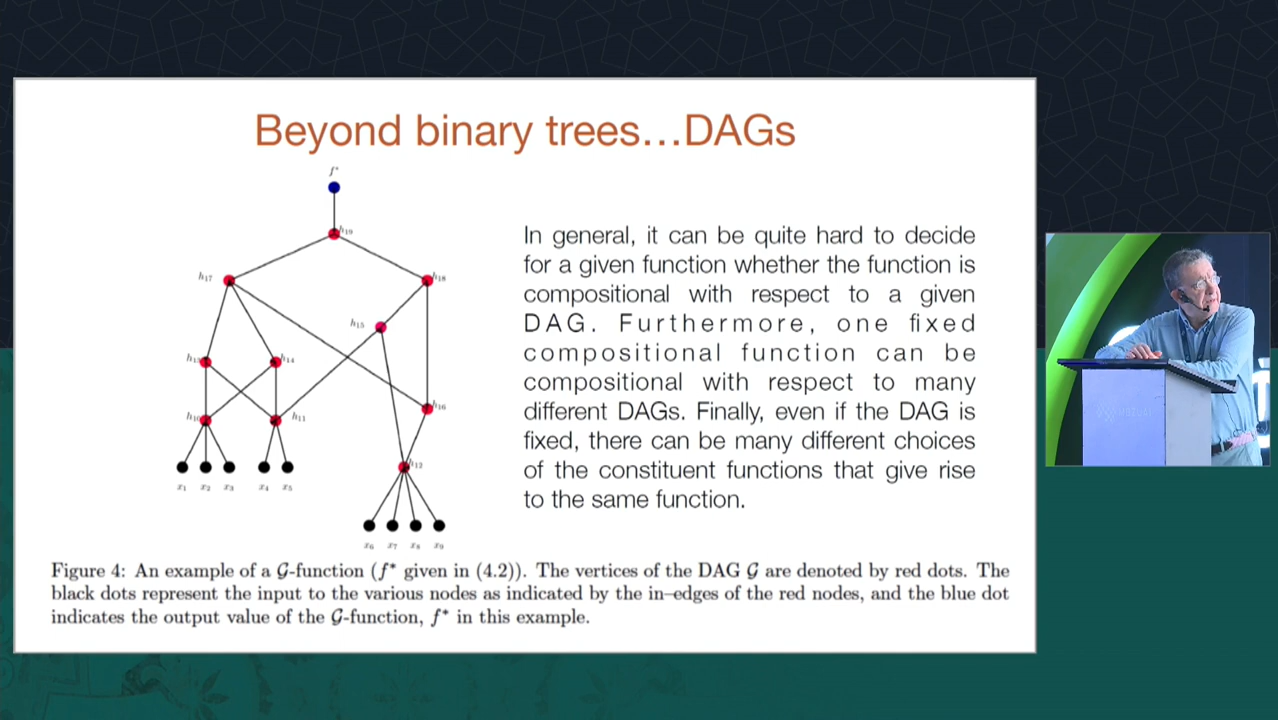 Beyond binary trees...DAGs
f*
h19
h17
h18
h15
h14
h16
h11
h12
x1 x2 x3 x4 x5
x6 x7 x8 x9
In general, it can be quite hard to decide
for a given function whether the function is
compositional with respect to a given
DAG. Furthermore, one fixed
compositional function can be
compositional with respect to many
different DAGs. Finally, even if the DAG is
fixed, there can be many different choices
of the constituent functions that give rise
to the same function.
Figure 4: An example of a 𝒢-function (f* given in (4.2)). The vertices of the DAG 𝒢 are denoted by red dots. The
black dots represent the input to the various nodes as indicated by the in–edges of the red nodes, and the blue dot
indicates the output value of the 𝒢-function, f* in this example.